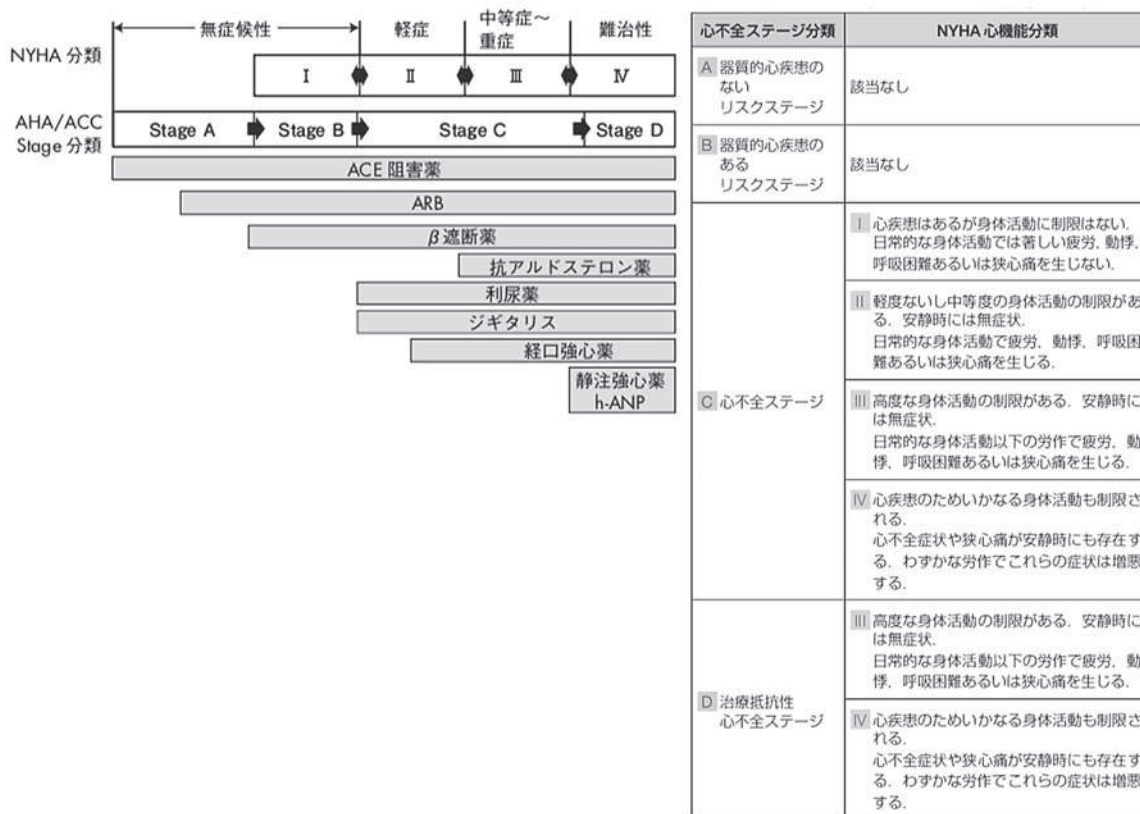 無症候性
軽症
中等症～
重症
難治性
NYHA 分類
I
II
III
IV
AHA/ACC
Stage 分類
Stage A
Stage B
Stage C
Stage D
ACE 阻害薬
ARB
β遮断薬
抗アルドステロン薬
利尿薬
ジギタリス
経口強心薬
静注強心薬
h-ANP
心不全ステージ分類
NYHA 心機能分類
A 器質的心疾患の
ない
リスクステージ
該当なし
B 器質的心疾患の
ある
リスクステージ
該当なし
C 心不全ステージ
I 心疾患はあるが身体活動に制限はない．
日常的な身体活動では著しい疲労，動悸，
呼吸困難あるいは狭心痛を生じない．
II 軽度ないし中等度の身体活動の制限があ
る．安静時には無症状．
日常的な身体活動で疲労，動悸，呼吸困
難あるいは狭心痛を生じる．
III 高度な身体活動の制限がある．安静時に
は無症状．
日常的な身体活動以下の労作で疲労，動
悸，呼吸困難あるいは狭心痛を生じる．
IV 心疾患のためいかなる身体活動も制限さ
れる．
心不全症状や狭心痛が安静時にも存在す
る．わずかな労作でこれらの症状は増悪
する．
D 治療抵抗性
心不全ステージ
III 高度な身体活動の制限がある．安静時に
は無症状．
日常的な身体活動以下の労作で疲労，動
悸，呼吸困難あるいは狭心痛を生じる．
IV 心疾患のためいかなる身体活動も制限さ
れる．
心不全症状や狭心痛が安静時にも存在す
る．わずかな労作でこれらの症状は増悪
する．